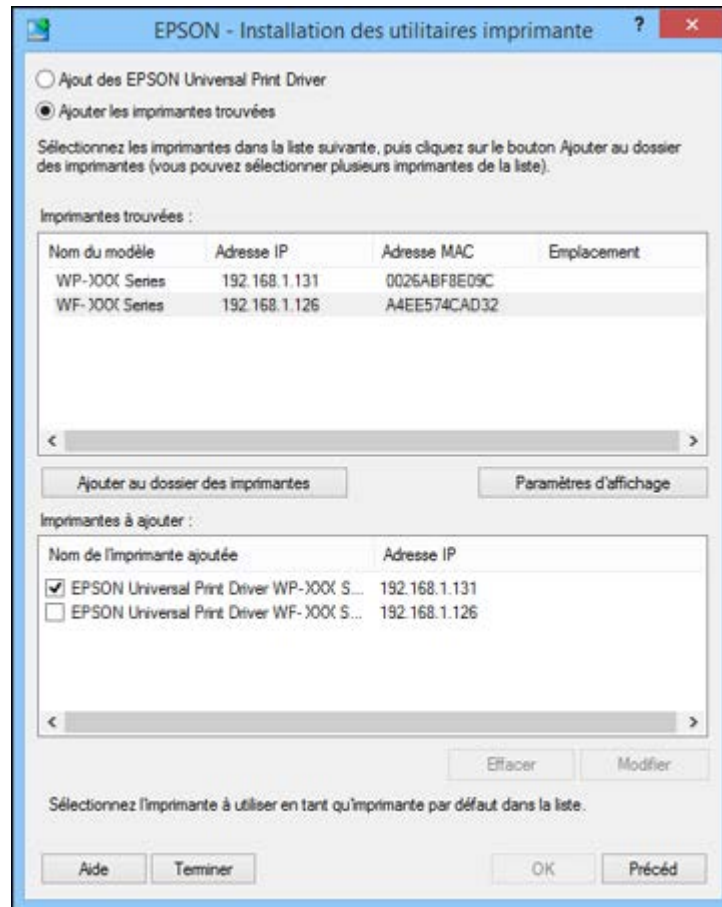 EPSON - Installation des utilitaires imprimante ? ×
Ajout des EPSON Universal Print Driver
Ajouter les imprimantes trouvées
Sélectionnez les imprimantes dans la liste suivante, puis cliquez sur le bouton Ajouter au dossier
des imprimantes (vous pouvez sélectionner plusieurs imprimantes de la liste).
Imprimantes trouvées :
Nom du modèle Adresse IP Adresse MAC Emplacement
WP-XXX Series 192.168.1.131 0026ABF8E09C
WF-XXX Series 192.168.1.126 A4EE574CAD32
Ajouter au dossier des imprimantes Paramètres d'affichage
Imprimantes à ajouter :
Nom de l'imprimante ajoutée Adresse IP
EPSON Universal Print Driver WP-XXX S... 192.168.1.131
EPSON Universal Print Driver WF-XXX S... 192.168.1.126
Effacer Modifier
Sélectionnez l'imprimante à utiliser en tant qu'imprimante par défaut dans la liste.
Aide Terminer OK Précéd